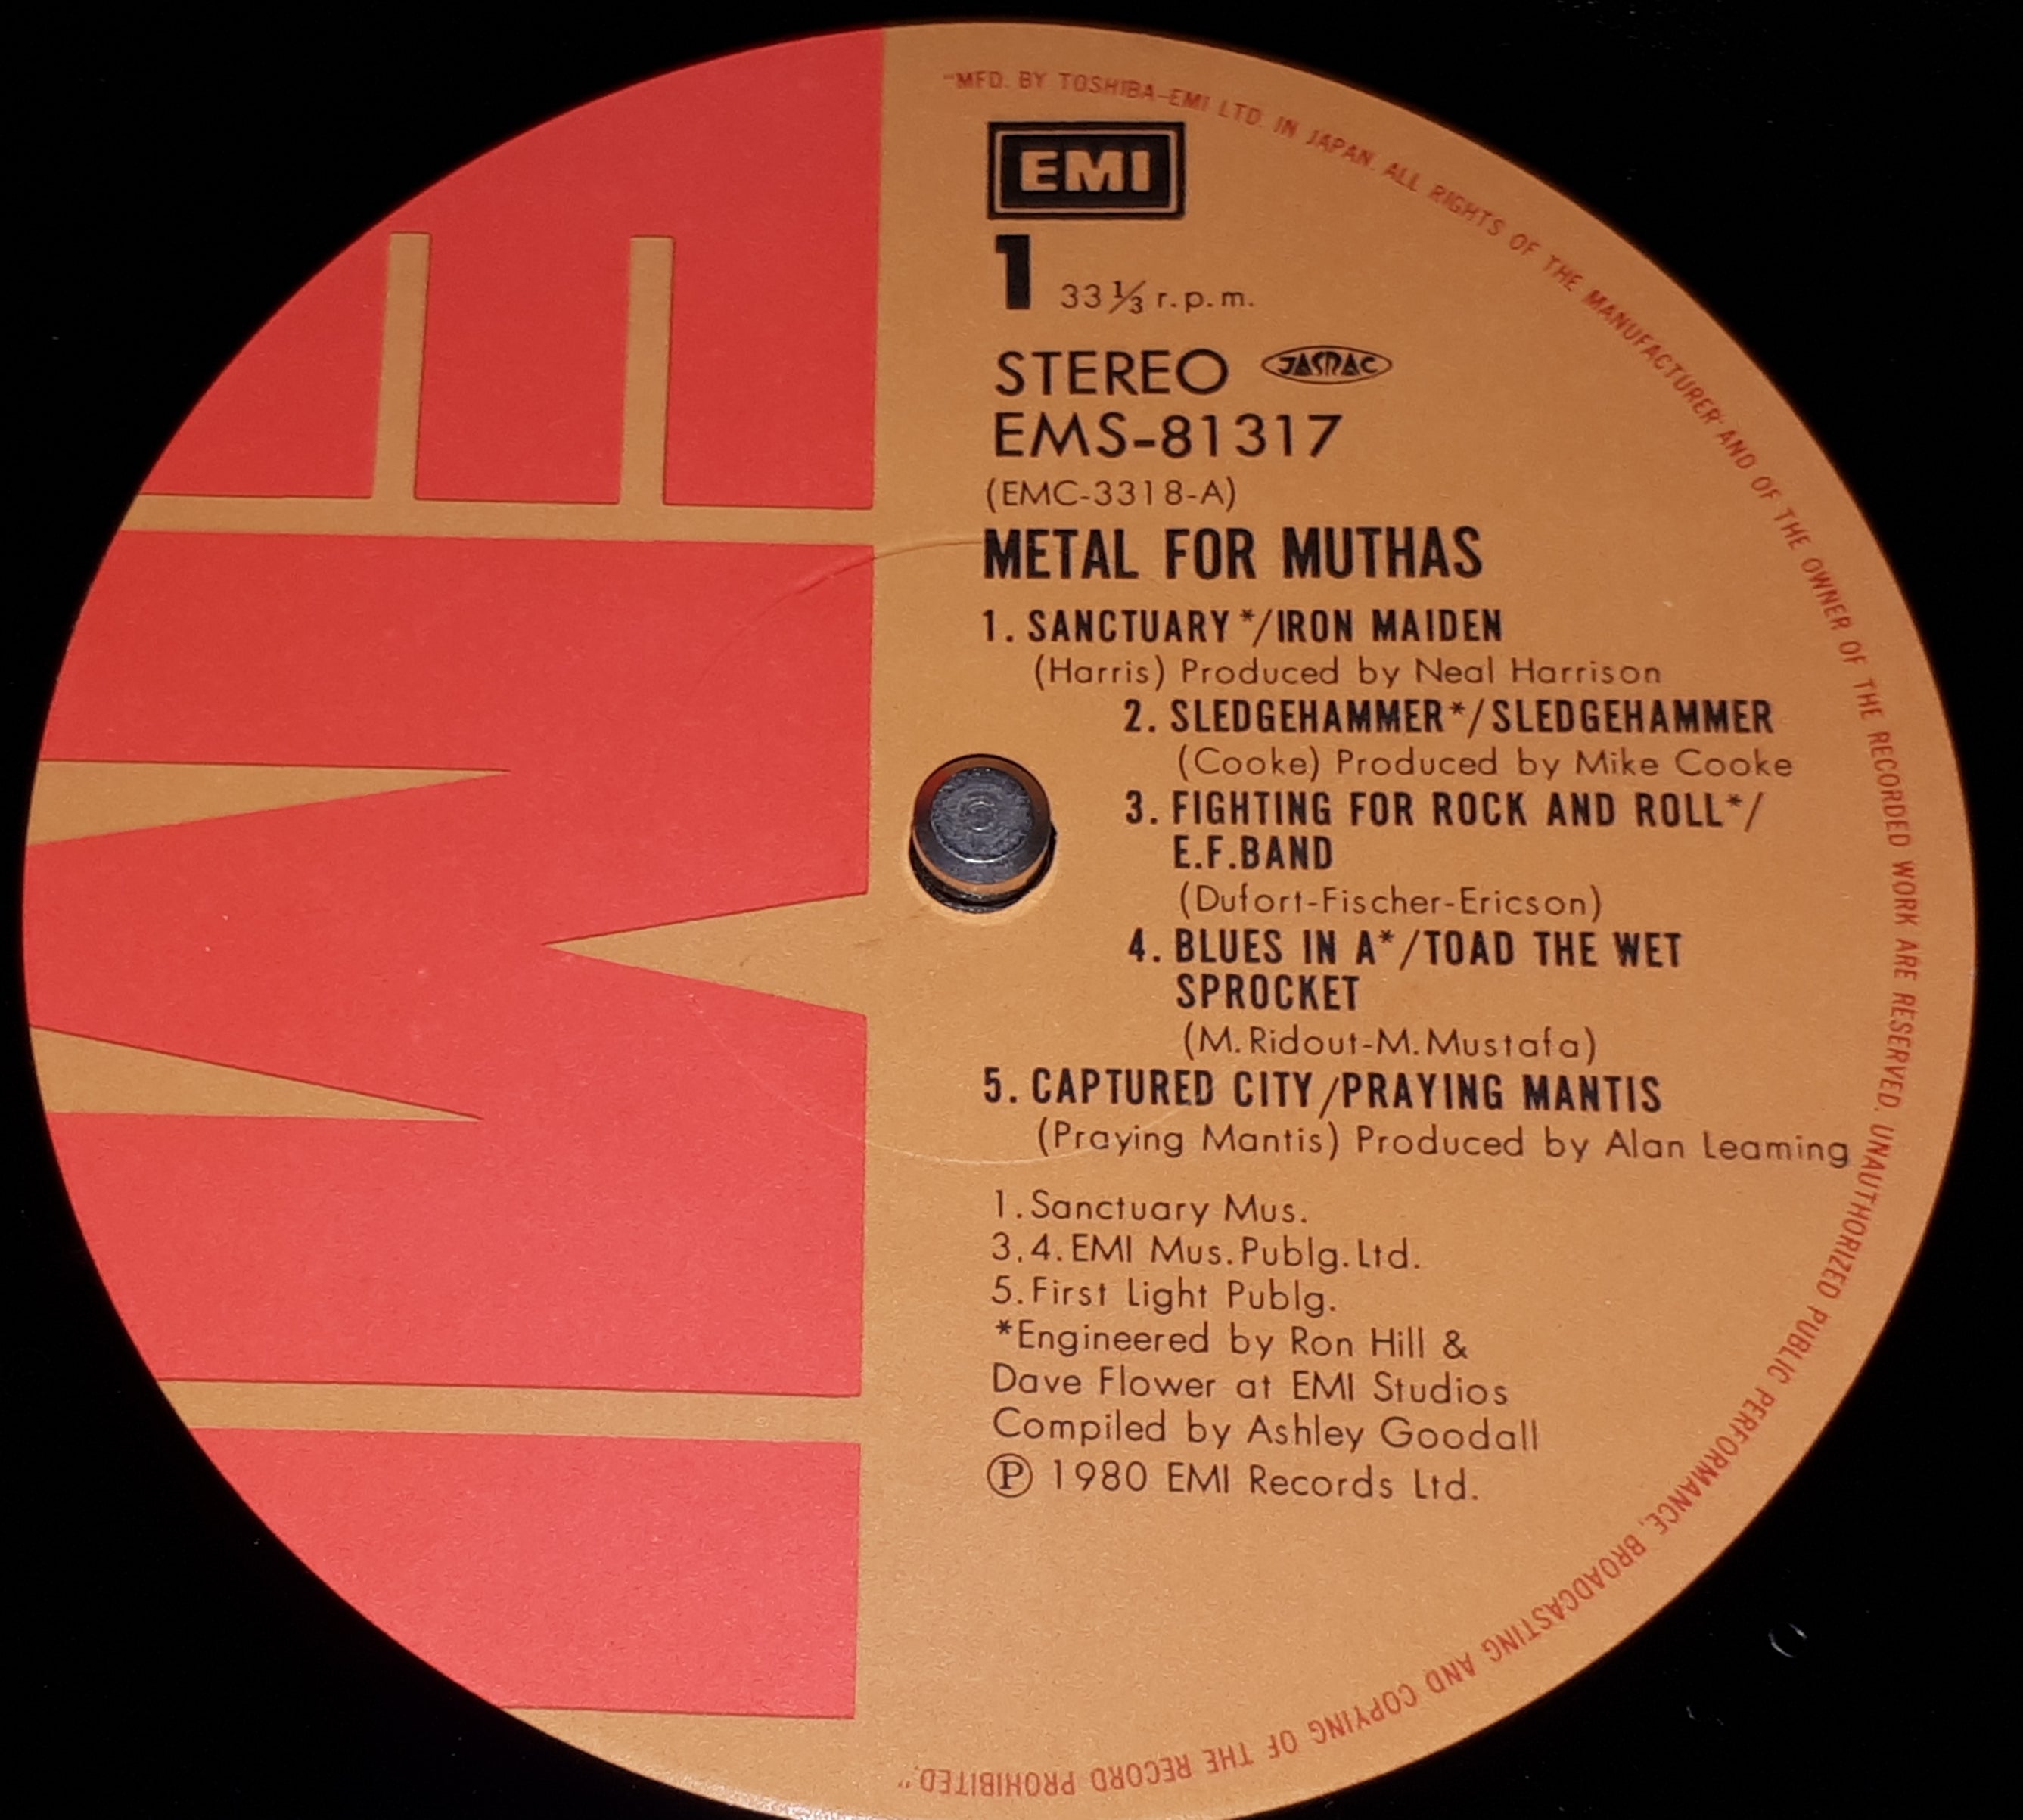 "MFD. BY TOSHIBA-EMI LTD. IN JAPAN. ALL RIGHTS OF THE MANUFACTURER AND OF THE OWNER OF THE RECORDED WORK ARE RESERVED. UNAUTHORIZED PUBLIC PERFORMANCE, BROADCASTING AND COPYING OF THE RECORD PROHIBITED."
EMI
1 33 1/3 r.p.m.
STEREO JASRAC
EMS-81317
(EMC-3318-A)
METAL FOR MUTHAS
1. SANCTUARY*/IRON MAIDEN
(Harris) Produced by Neal Harrison
2. SLEDGEHAMMER*/SLEDGEHAMMER
(Cooke) Produced by Mike Cooke
3. FIGHTING FOR ROCK AND ROLL*/
E.F.BAND
(Dufort-Fischer-Ericson)
4. BLUES IN A*/TOAD THE WET
SPROCKET
(M.Ridout-M.Mustafa)
5. CAPTURED CITY/PRAYING MANTIS
(Praying Mantis) Produced by Alan Leaming
1.Sanctuary Mus.
3.4.EMI Mus.Publg.Ltd.
5.First Light Publg.
*Engineered by Ron Hill &
Dave Flower at EMI Studios
Compiled by Ashley Goodall
℗ 1980 EMI Records Ltd.